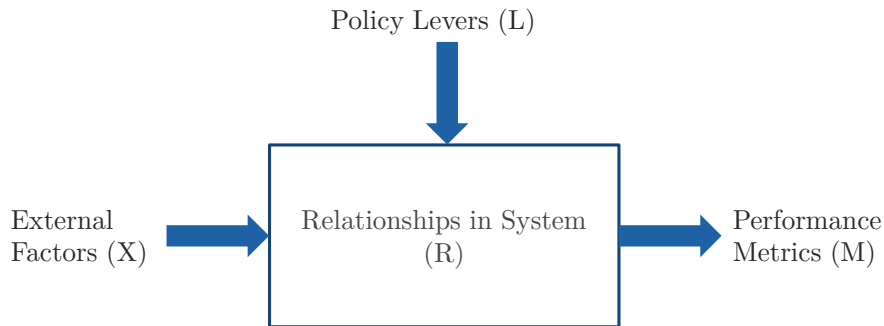 Policy Levers (L)
External
Factors (X)
Relationships in System
(R)
Performance
Metrics (M)